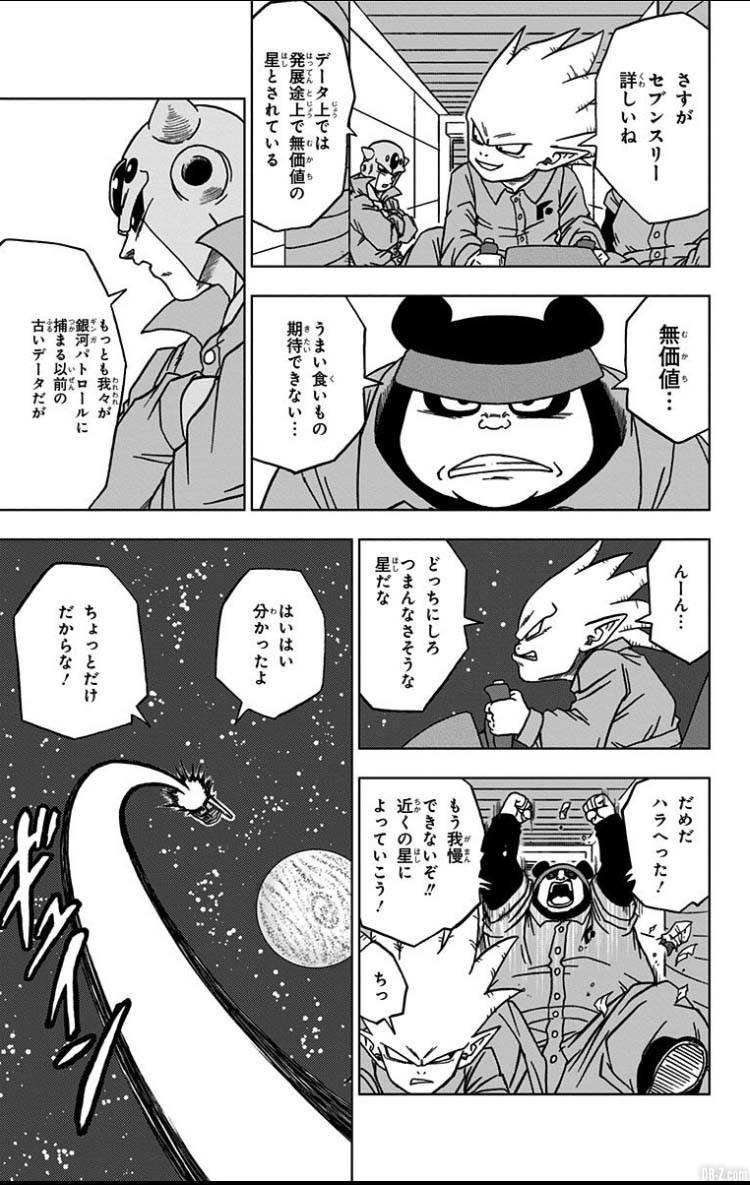 さすが
セブンスリー
詳しいね
データ上では
発展途上で無価値の
星とされている
もっとも我々が
銀河パトロールに
捕まる以前の
古いデータだが
無価値…
うまい食いもの
期待できない…
んーん…
どっちにしろ
つまんなさそうな
星だな
だめだ
ハラへった！
もう我慢
できないぞ!!
近くの星に
よっていこう！
ちっ
はいはい
分かったよ
ちょっとだけ
だからな！
ギュン
DB-Z.com